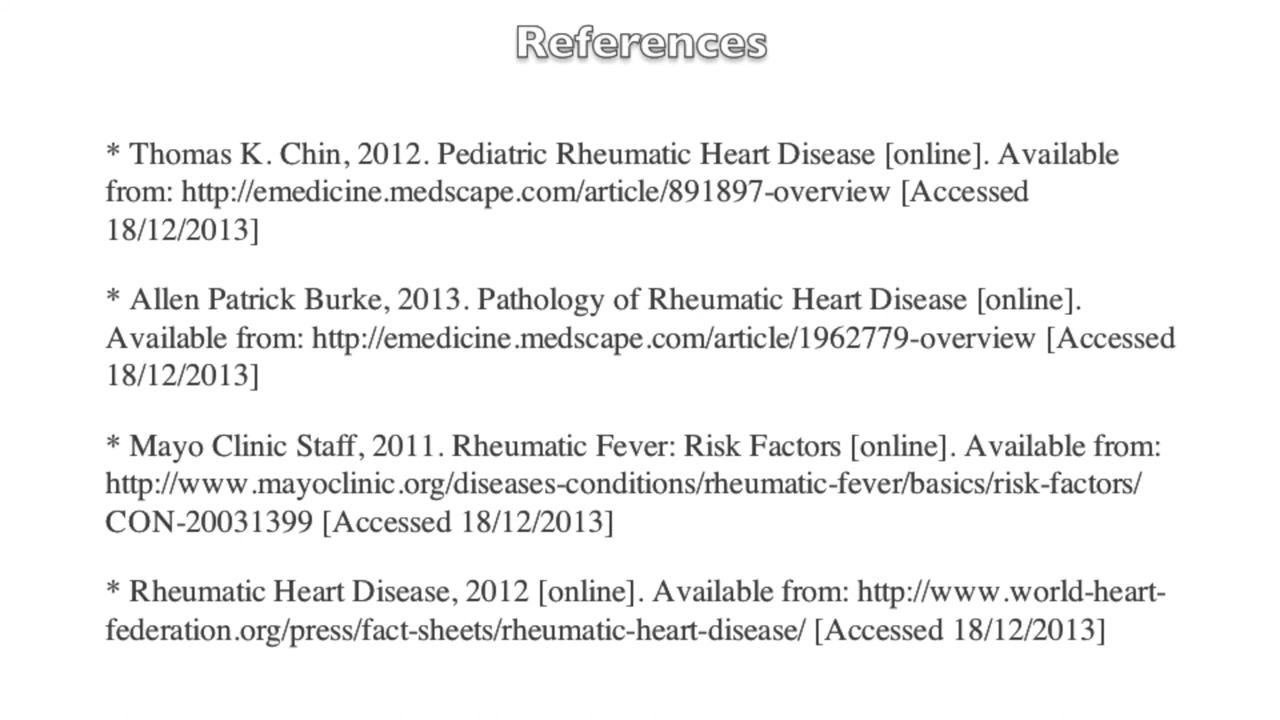 References
* Thomas K. Chin, 2012. Pediatric Rheumatic Heart Disease [online]. Available
from: http://emedicine.medscape.com/article/891897-overview [Accessed
18/12/2013]
* Allen Patrick Burke, 2013. Pathology of Rheumatic Heart Disease [online].
Available from: http://emedicine.medscape.com/article/1962779-overview [Accessed
18/12/2013]
* Mayo Clinic Staff, 2011. Rheumatic Fever: Risk Factors [online]. Available from:
http://www.mayoclinic.org/diseases-conditions/rheumatic-fever/basics/risk-factors/
CON-20031399 [Accessed 18/12/2013]
* Rheumatic Heart Disease, 2012 [online]. Available from: http://www.world-heart-
federation.org/press/fact-sheets/rheumatic-heart-disease/ [Accessed 18/12/2013]